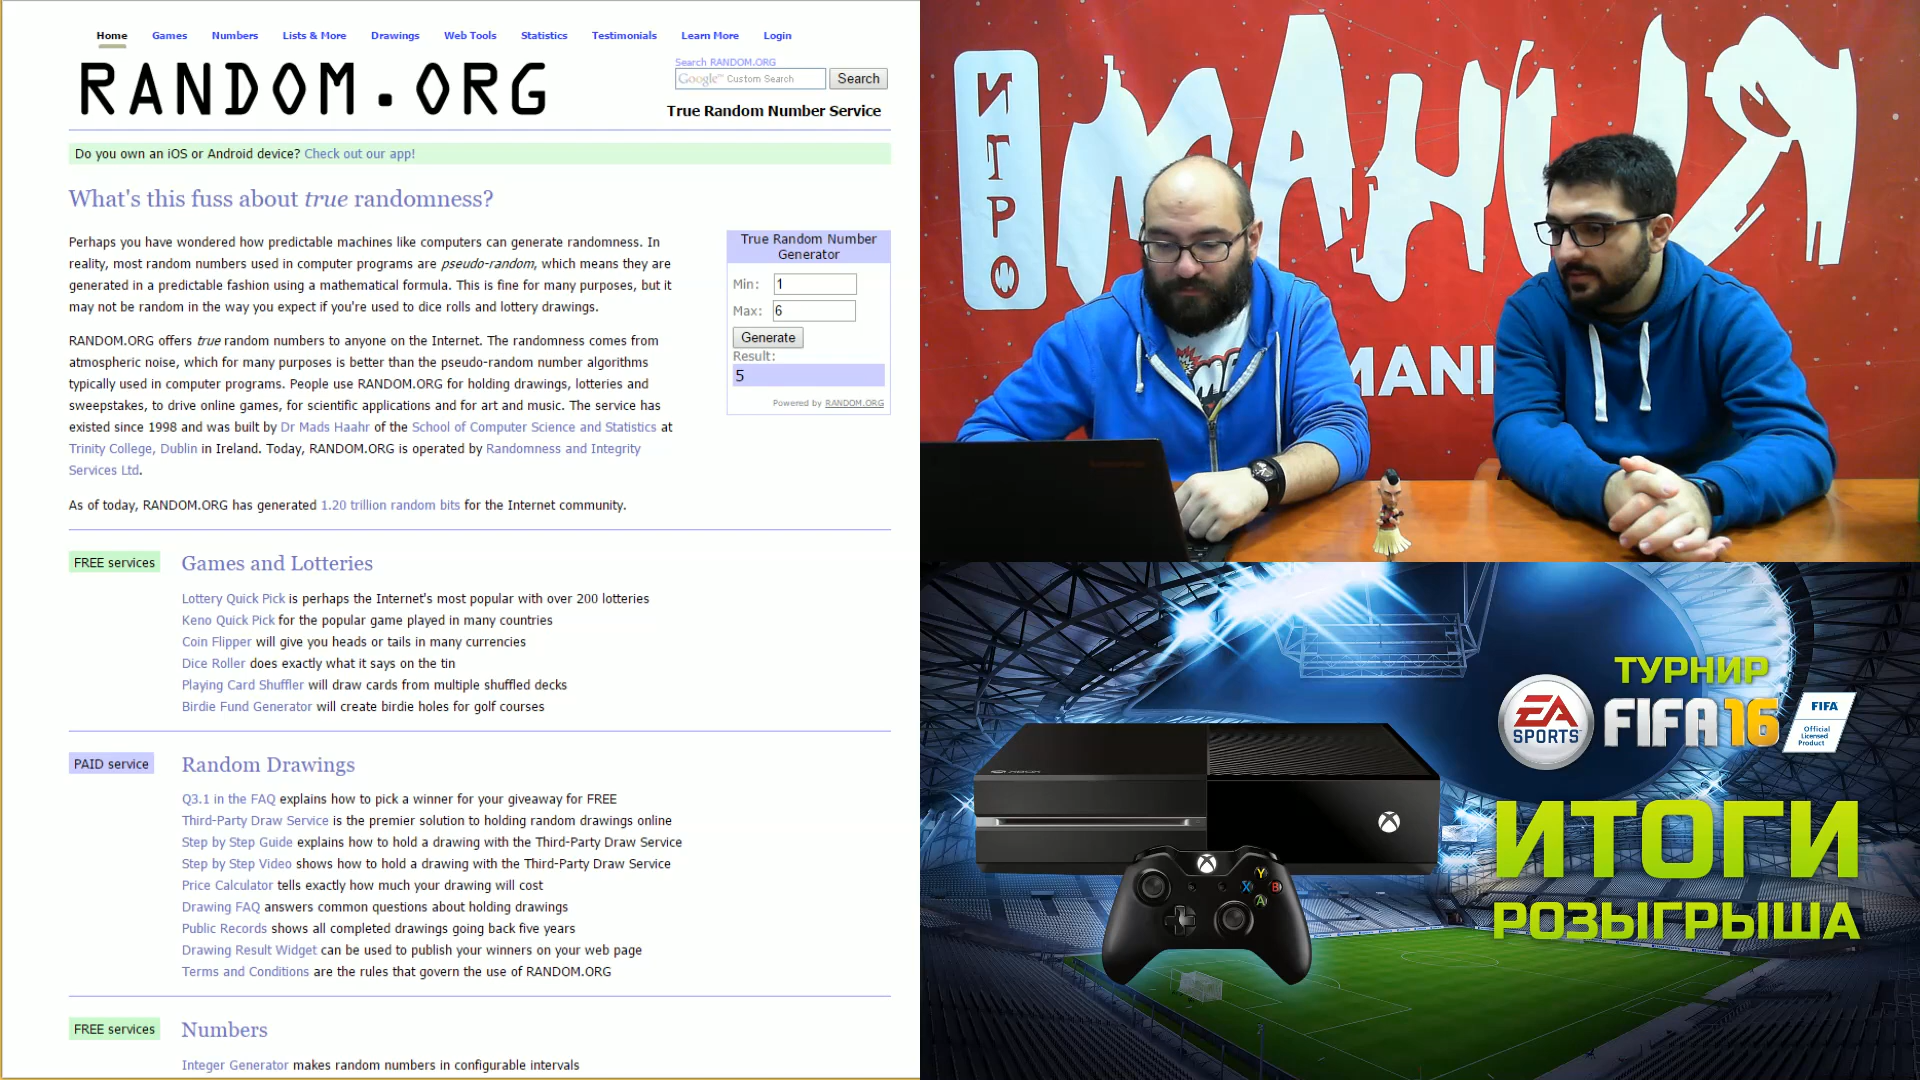 Home Games Numbers Lists & More Drawings Web Tools Statistics Testimonials Learn More Login
RANDOM.ORG
Search RANDOM.ORG
Google™ Custom Search Search
True Random Number Service
Do you own an iOS or Android device? Check out our app!
What's this fuss about true randomness?
Perhaps you have wondered how predictable machines like computers can generate randomness. In
reality, most random numbers used in computer programs are pseudo-random, which means they are
generated in a predictable fashion using a mathematical formula. This is fine for many purposes, but it
may not be random in the way you expect if you're used to dice rolls and lottery drawings.
RANDOM.ORG offers true random numbers to anyone on the Internet. The randomness comes from
atmospheric noise, which for many purposes is better than the pseudo-random number algorithms
typically used in computer programs. People use RANDOM.ORG for holding drawings, lotteries and
sweepstakes, to drive online games, for scientific applications and for art and music. The service has
existed since 1998 and was built by Dr Mads Haahr of the School of Computer Science and Statistics at
Trinity College, Dublin in Ireland. Today, RANDOM.ORG is operated by Randomness and Integrity
Services Ltd.
As of today, RANDOM.ORG has generated 1.20 trillion random bits for the Internet community.
True Random Number
Generator
Min: 1
Max: 6
Generate
Result:
5
Powered by RANDOM.ORG
FREE services
Games and Lotteries
Lottery Quick Pick is perhaps the Internet's most popular with over 200 lotteries
Keno Quick Pick for the popular game played in many countries
Coin Flipper will give you heads or tails in many currencies
Dice Roller does exactly what it says on the tin
Playing Card Shuffler will draw cards from multiple shuffled decks
Birdie Fund Generator will create birdie holes for golf courses
PAID service
Random Drawings
Q3.1 in the FAQ explains how to pick a winner for your giveaway for FREE
Third-Party Draw Service is the premier solution to holding random drawings online
Step by Step Guide explains how to hold a drawing with the Third-Party Draw Service
Step by Step Video shows how to hold a drawing with the Third-Party Draw Service
Price Calculator tells exactly how much your drawing will cost
Drawing FAQ answers common questions about holding drawings
Public Records shows all completed drawings going back five years
Drawing Result Widget can be used to publish your winners on your web page
Terms and Conditions are the rules that govern the use of RANDOM.ORG
FREE services
Numbers
Integer Generator makes random numbers in configurable intervals
ИГРО
МАНИЯ
MANI
ТУРНИР
EA
SPORTS
FIFA 16
FIFA
Official
Licensed
Product
ИТОГИ
РОЗЫГРЫША
Y
X
B
A